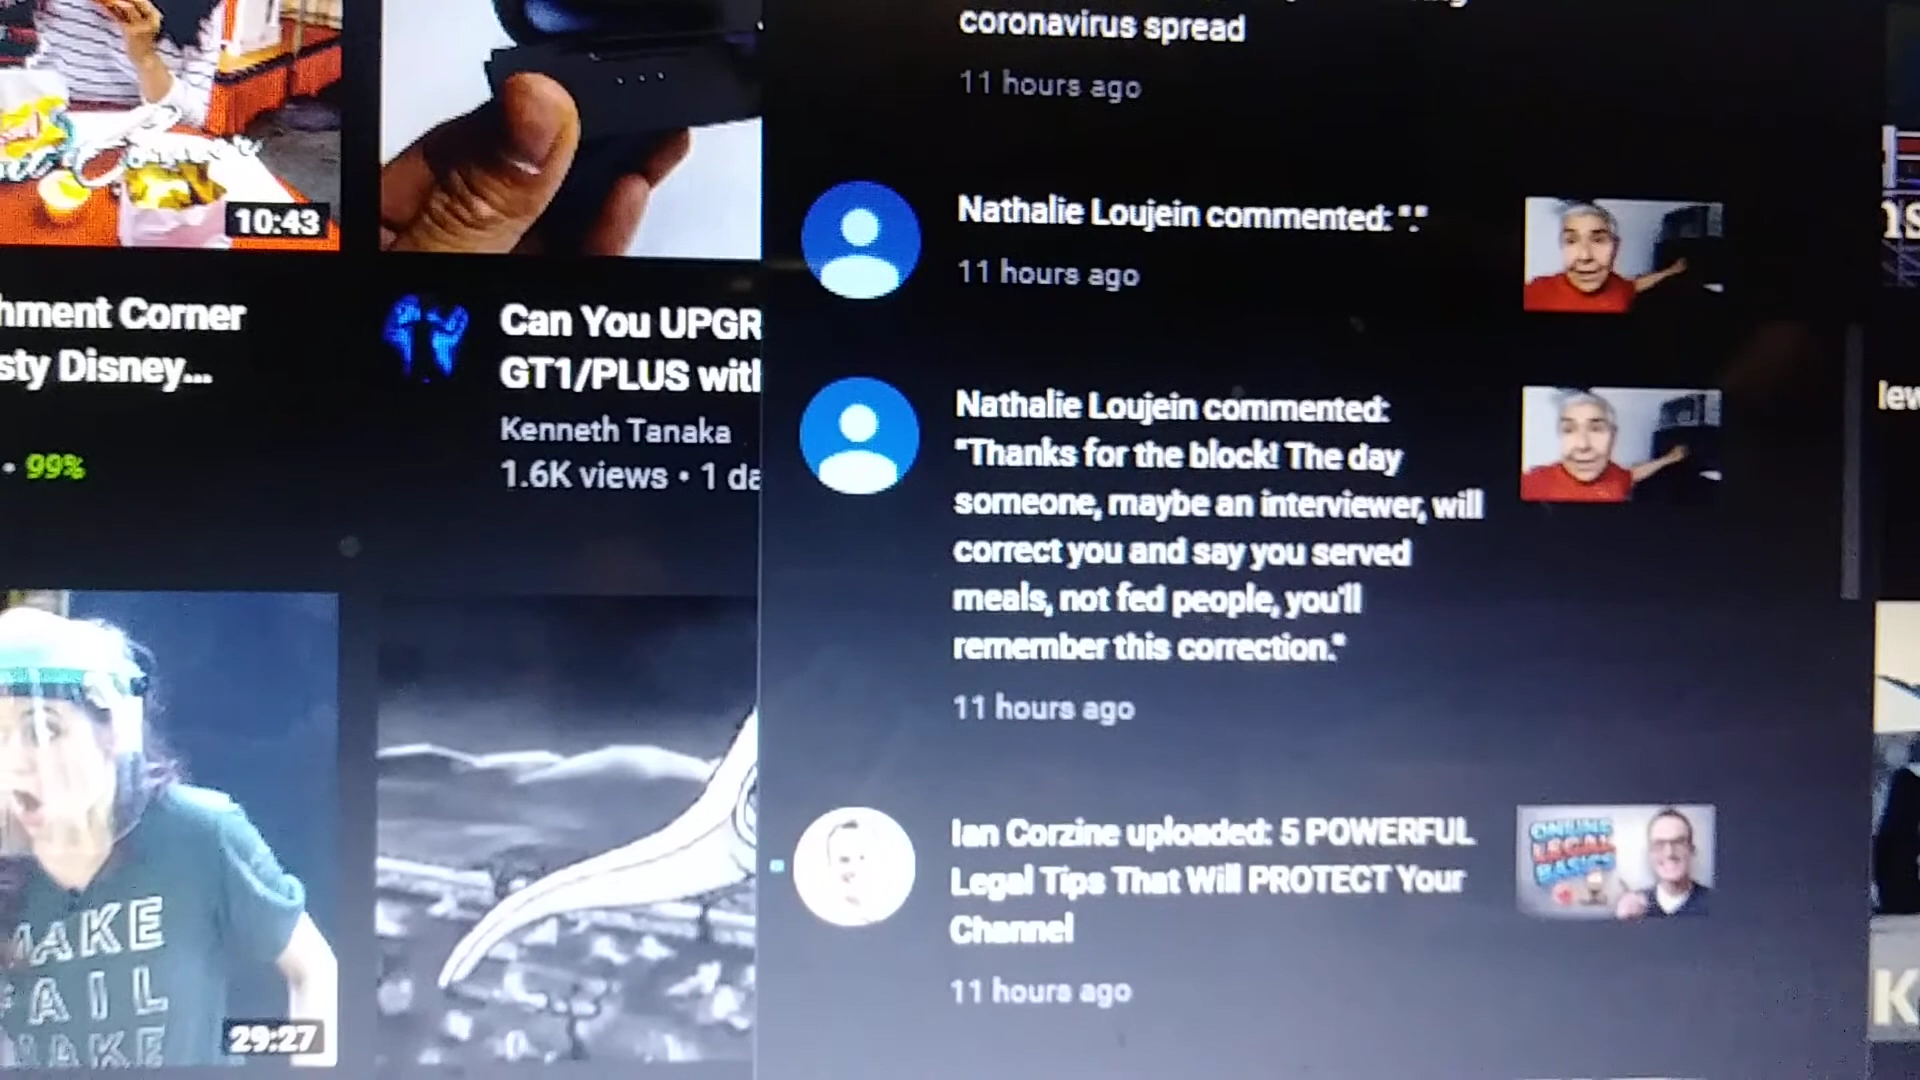 10:43
hment Corner
sty Disney...
• 99%
Can You UPGR
GT1/PLUS with
Kenneth Tanaka
1.6K views • 1 da
MAKE
FAIL
MAKE
29:27
coronavirus spread
11 hours ago
Nathalie Loujein commented: "."
11 hours ago
Nathalie Loujein commented:
"Thanks for the block! The day
someone, maybe an interviewer, will
correct you and say you served
meals, not fed people, you'll
remember this correction."
11 hours ago
Ian Corzine uploaded: 5 POWERFUL
Legal Tips That Will PROTECT Your
Channel
11 hours ago
ONLINE
LEGAL
BASICS
K